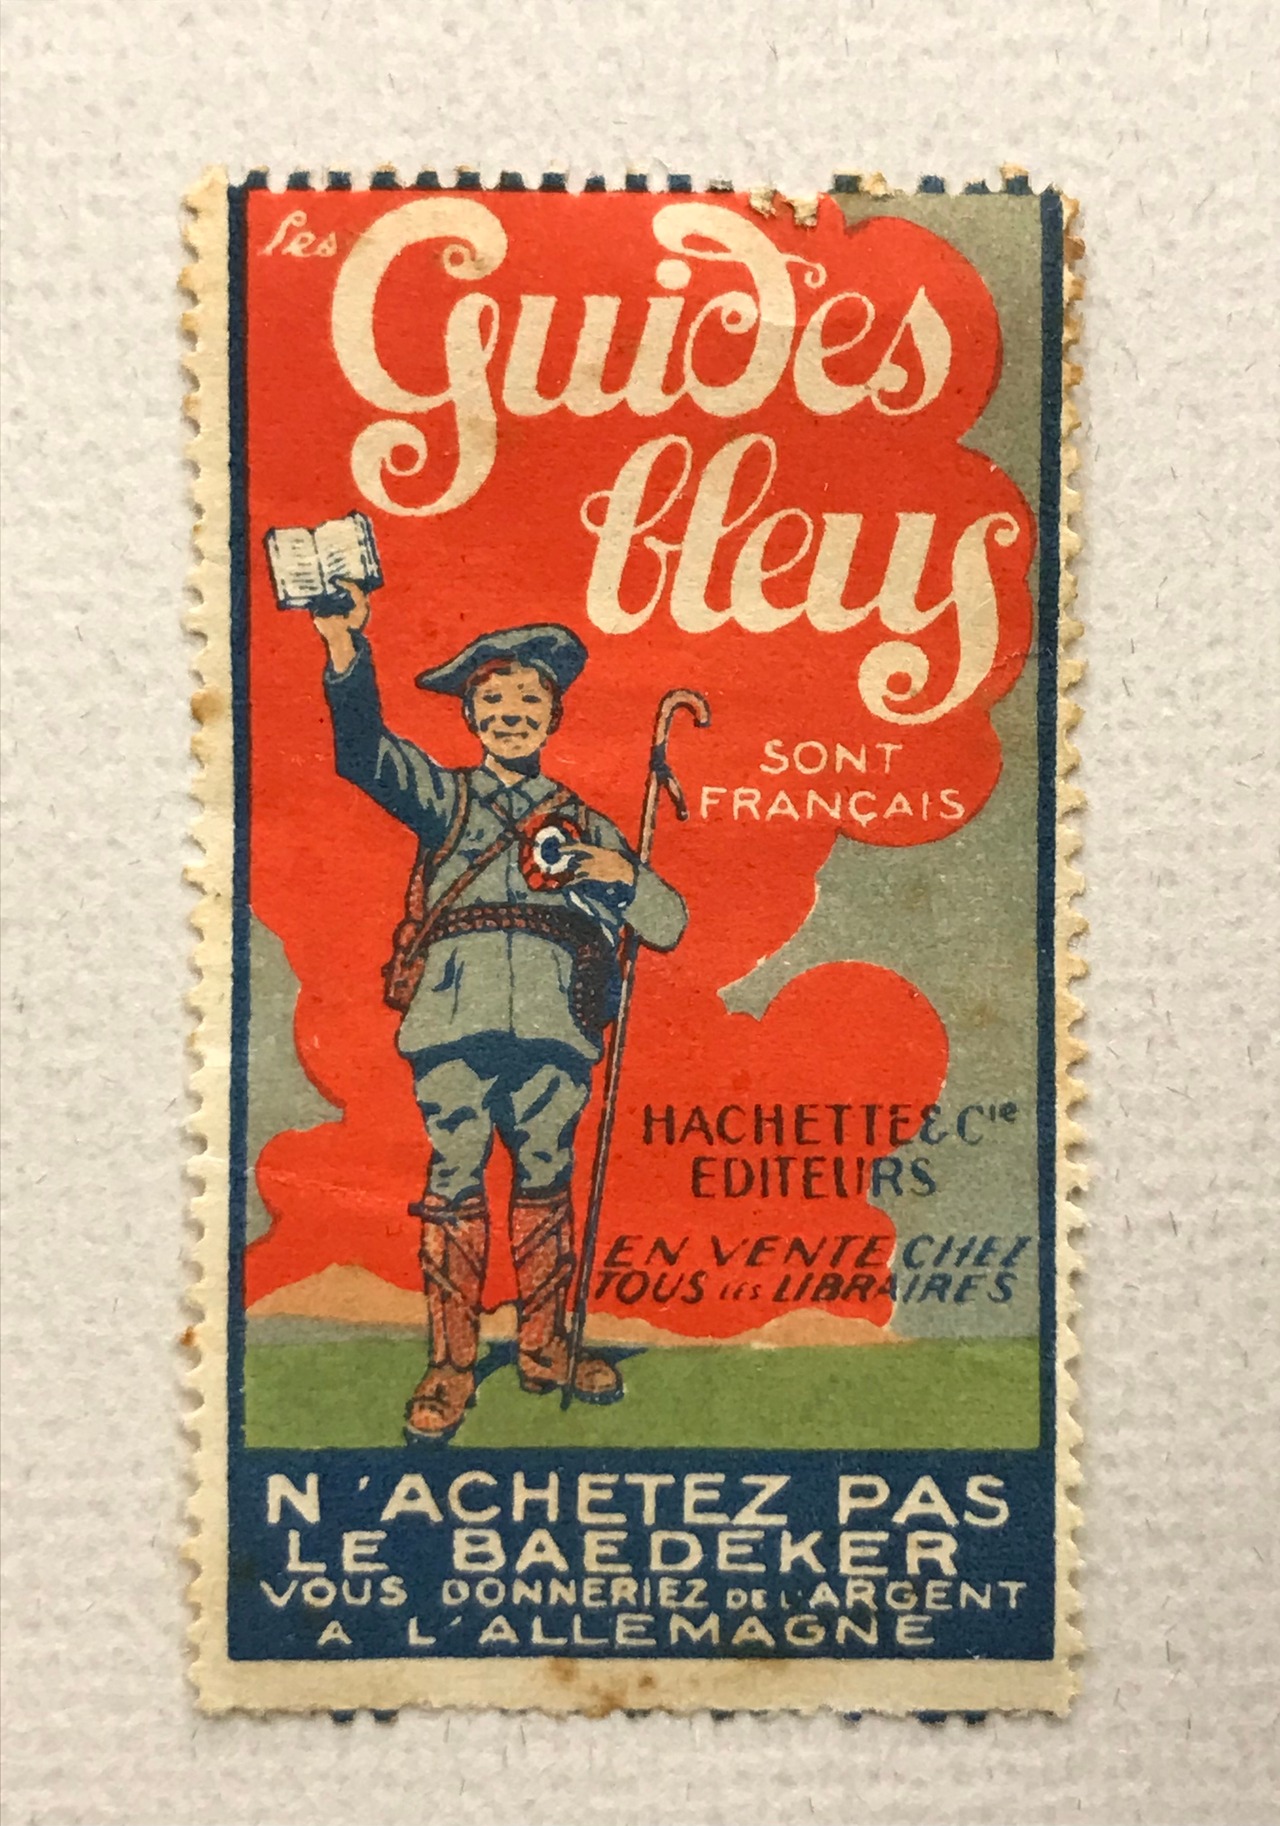 Les
Guides
bleus
SONT
FRANÇAIS
HACHETTE & Cie
EDITEURS
EN VENTE CHEZ
TOUS LES LIBRAIRES
N'ACHETEZ PAS
LE BAEDEKER
VOUS DONNERIEZ DE L'ARGENT
A L'ALLEMAGNE